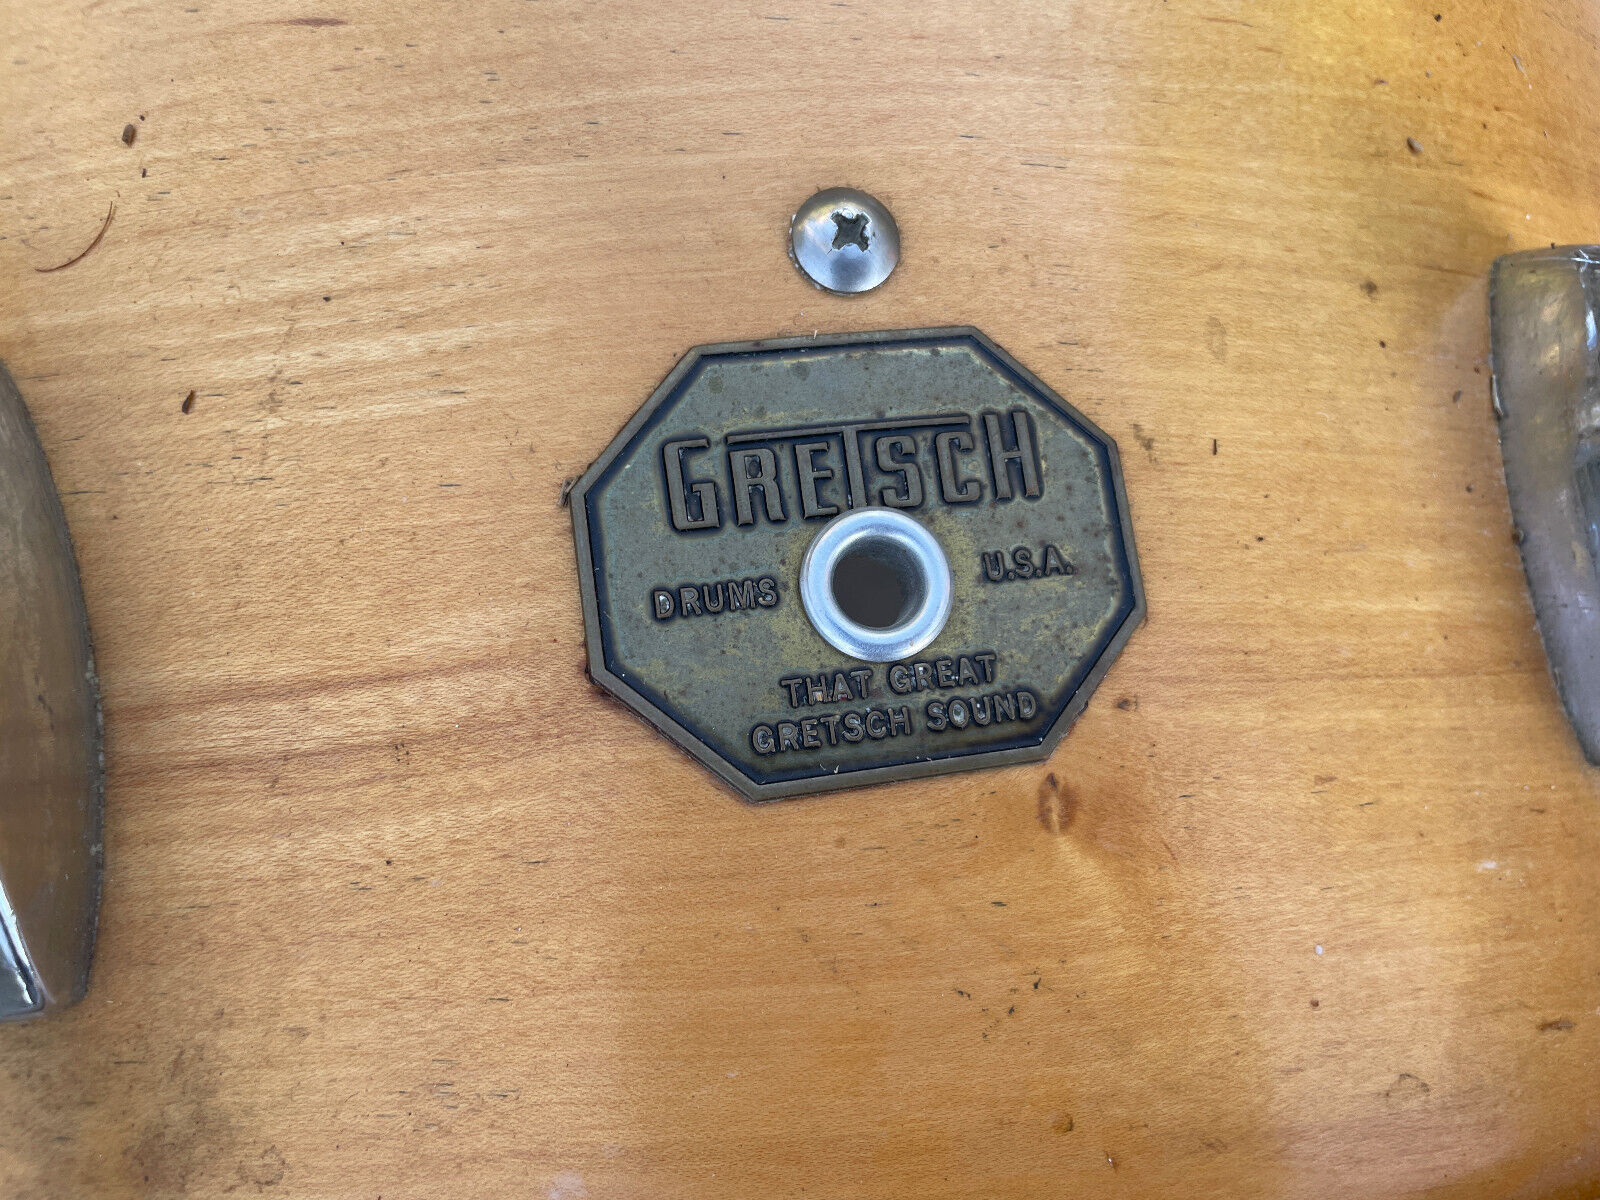 GRETSCH
DRUMS U.S.A.
THAT GREAT
GRETSCH SOUND